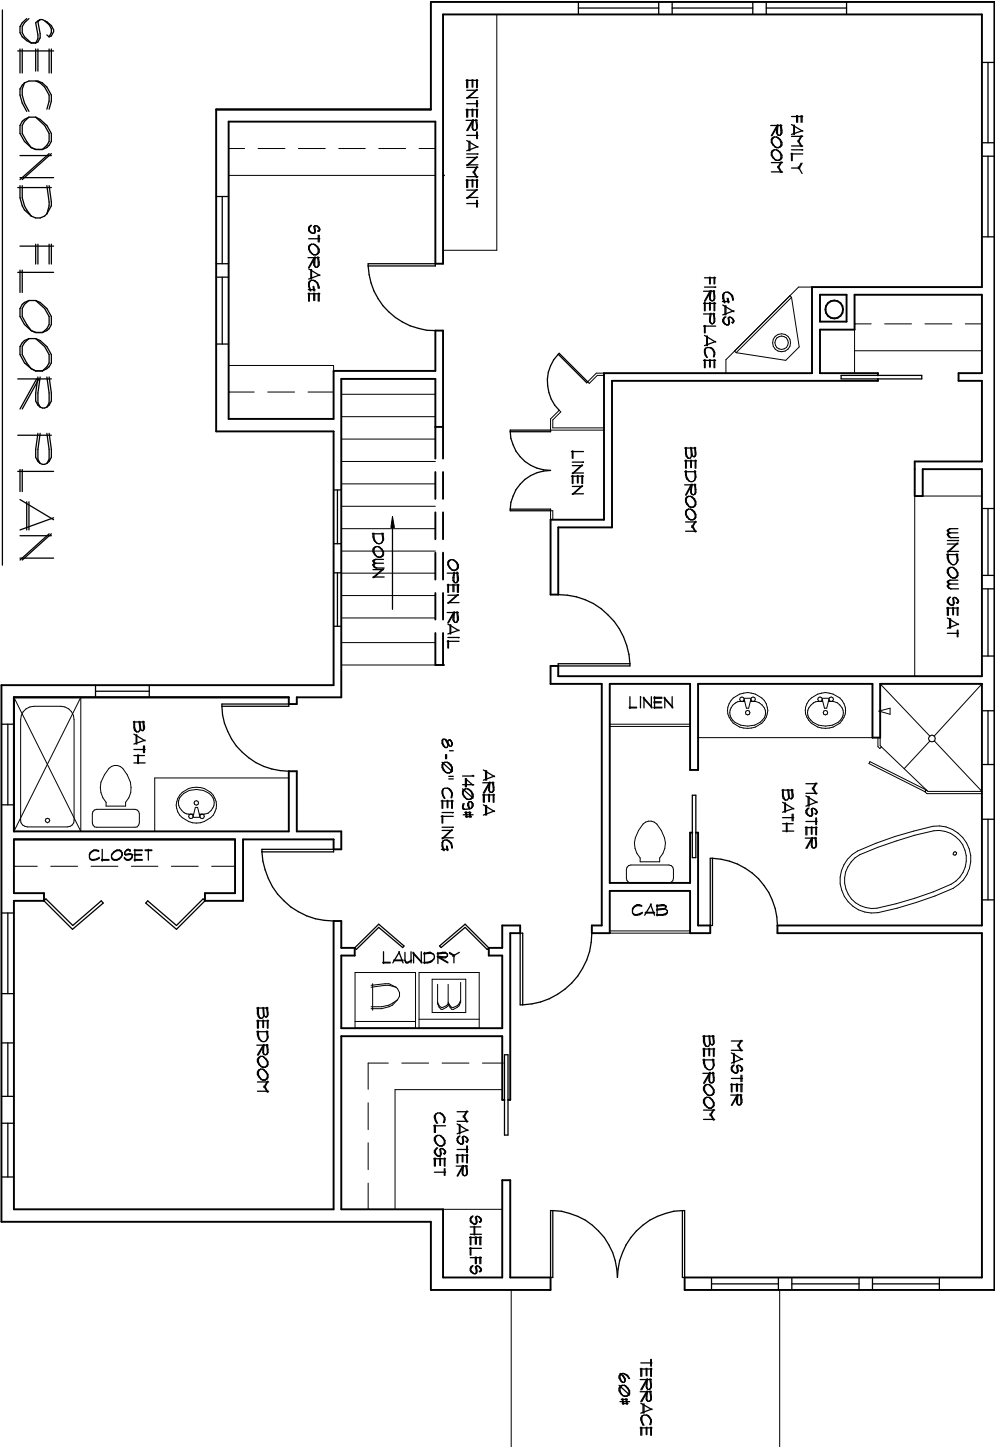 SECOND FLOOR PLAN
TERRACE
60#
MASTER
BEDROOM
SHELFS
MASTER
CLOSET
BEDROOM
LAUNDRY
D
W
CAB
CLOSET
MASTER
BATH
AREA
1409#
8'-0" CEILING
BATH
LINEN
WINDOW SEAT
OPEN RAIL
DOWN
BEDROOM
LINEN
GAS
FIREPLACE
STORAGE
FAMILY
ROOM
ENTERTAINMENT